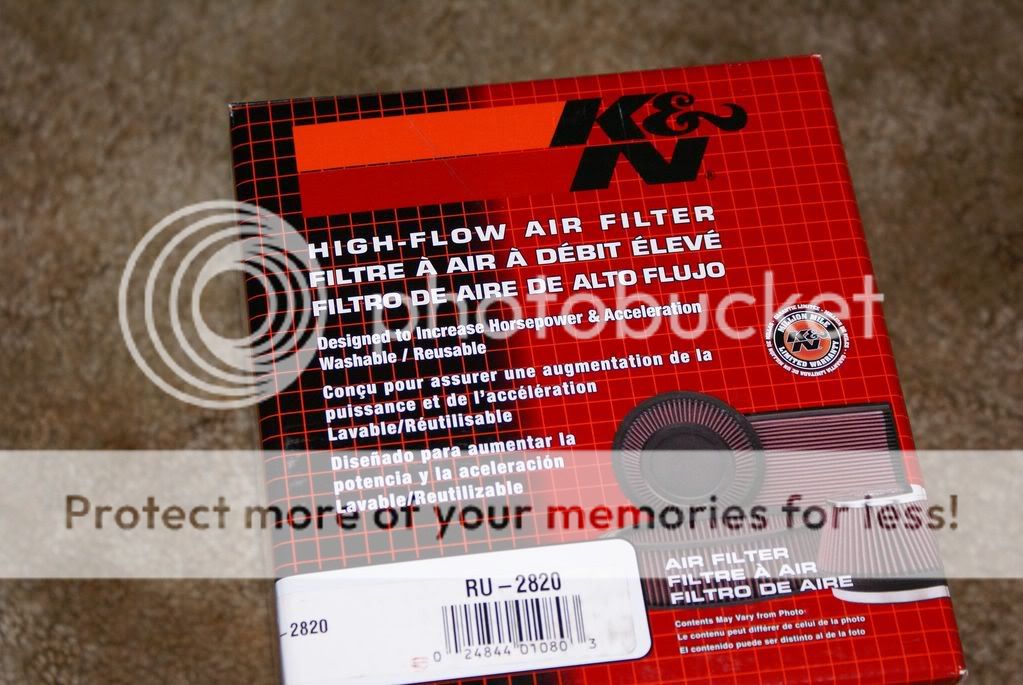 K&N
HIGH-FLOW AIR FILTER
FILTRE À AIR À DÉBIT ÉLEVÉ
FILTRO DE AIRE DE ALTO FLUJO
Designed to Increase Horsepower & Acceleration
Washable / Reusable
Conçu pour assurer une augmentation de la
puissance et de l'accélération
Lavable/Réutilisable
Diseñado para aumentar la
potencia y la aceleración
Lavable/Reutilizable
MILLION MILE
K&N
LIMITED WARRANTY
photobucket
Protect more of your memories for less!
AIR FILTER
FILTRE À AIR
FILTRO DE AIRE
Contents May Vary from Photo
Le contenu peut différer de celui de la photo
El contenido puede ser distinto al de la foto
RU-2820
-2820
0 24844 01080 3